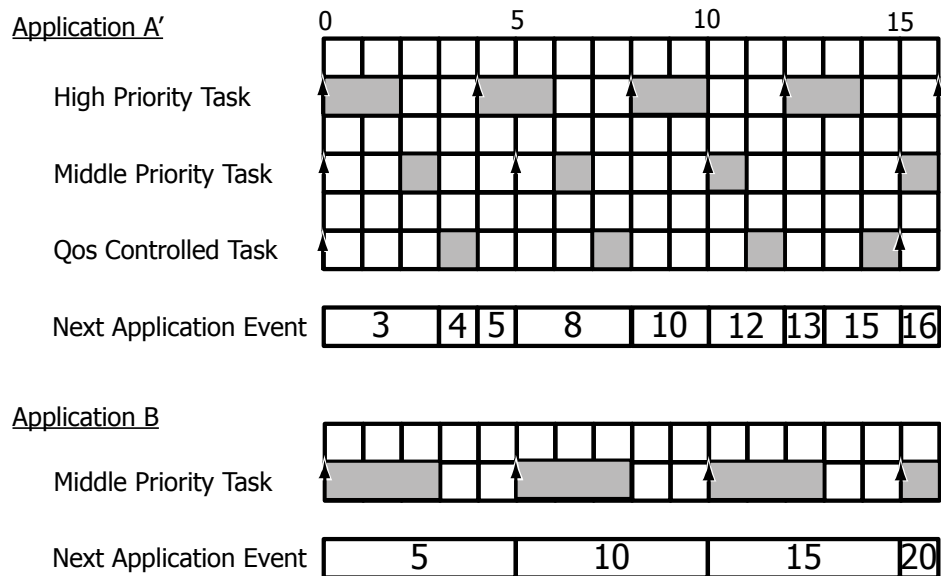 Application A’
0 5 10 15
High Priority Task
Middle Priority Task
Qos Controlled Task
Next Application Event 3 4 5 8 10 12 13 15 16
Application B
Middle Priority Task
Next Application Event 5 10 15 20